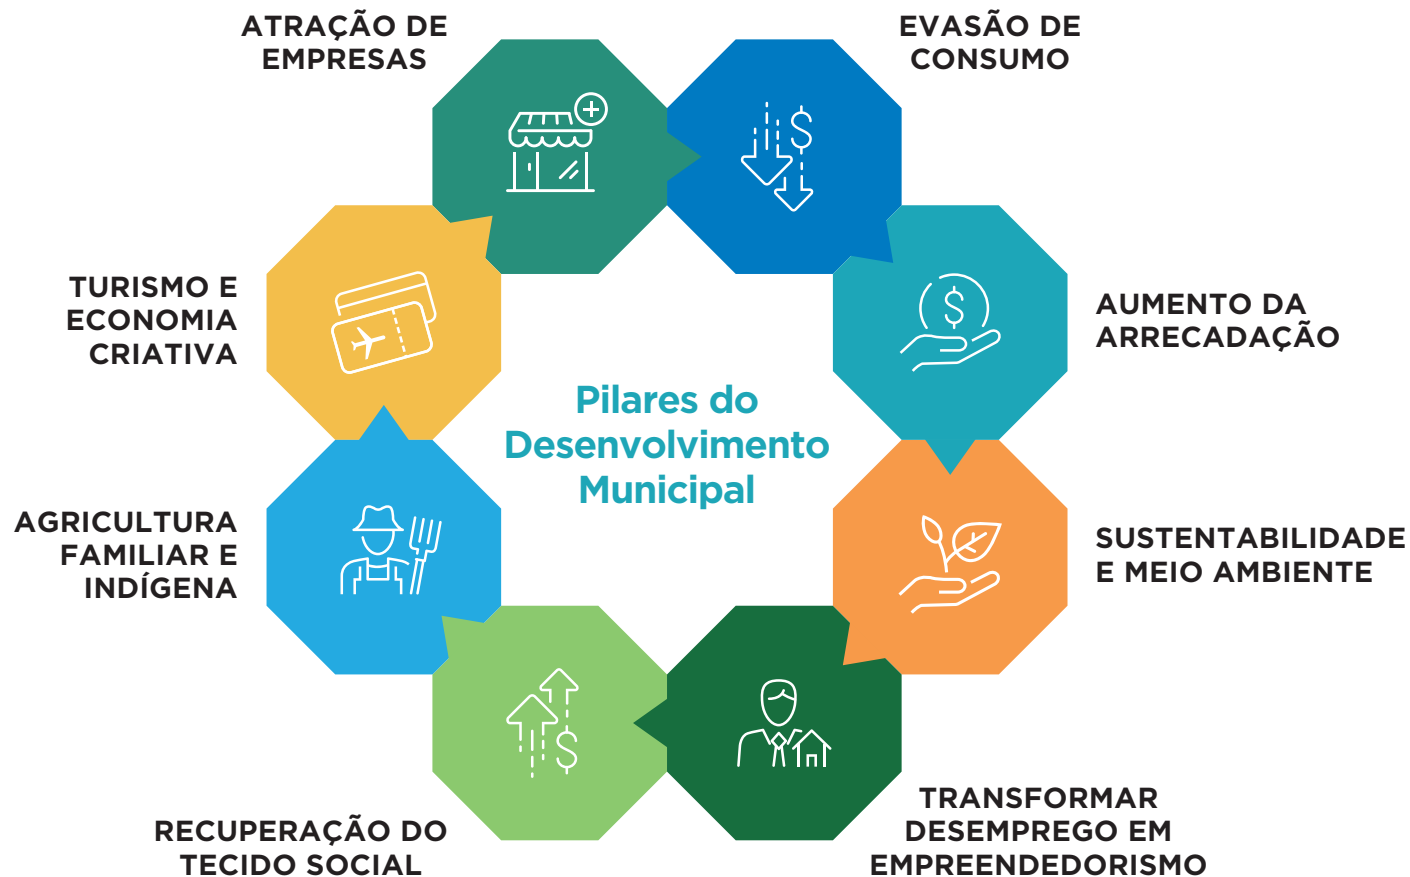 ATRAÇÃO DE
EMPRESAS
EVASÃO DE
CONSUMO
TURISMO E
ECONOMIA
CRIATIVA
AUMENTO DA
ARRECADAÇÃO
Pilares do
Desenvolvimento
Municipal
AGRICULTURA
FAMILIAR E
INDÍGENA
SUSTENTABILIDADE
E MEIO AMBIENTE
RECUPERAÇÃO DO
TECIDO SOCIAL
TRANSFORMAR
DESEMPREGO EM
EMPREENDEDORISMO